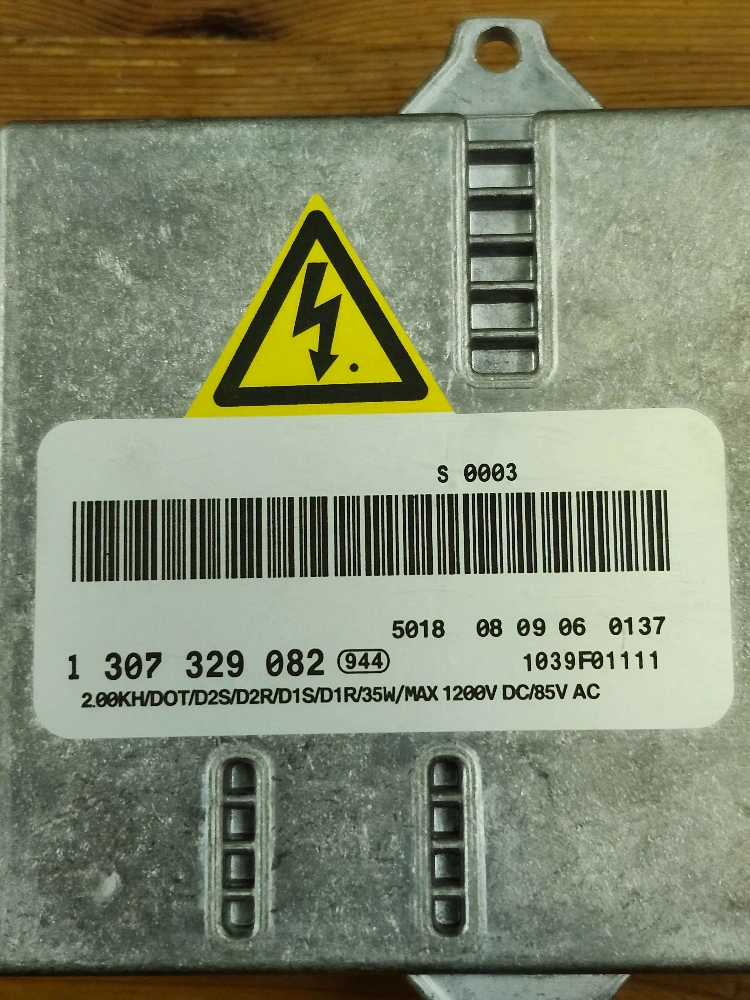 S 0003
5018 08 09 06 0137
1 307 329 082 944 1039F01111
2.00KH/DOT/D2S/D2R/D1S/D1R/35W/MAX 1200V DC/85V AC